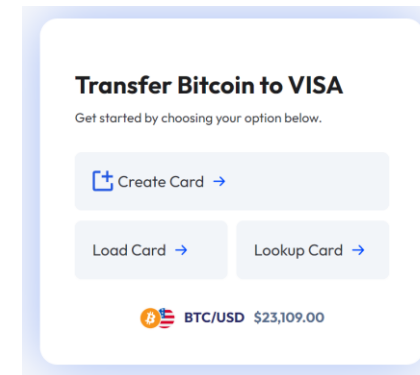 Transfer Bitcoin to VISA
Get started by choosing your option below.
Create Card →
Load Card →
Lookup Card →
BTC/USD $23,109.00